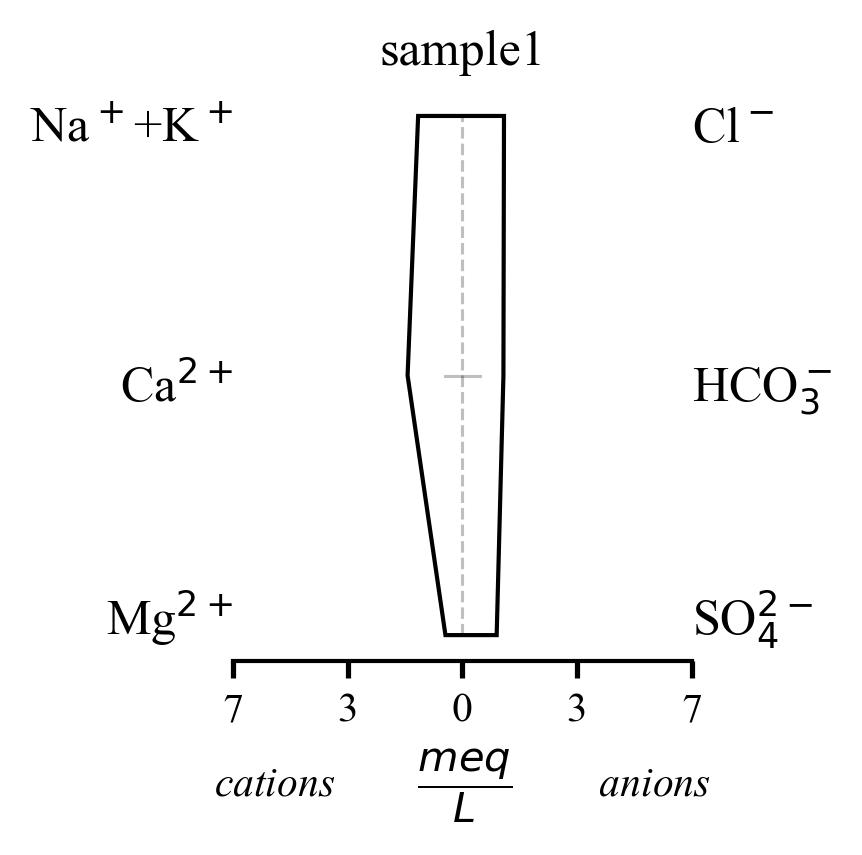 sample1
Na⁺+K⁺ Cl⁻
Ca²⁺ HCO₃⁻
Mg²⁺ SO₄²⁻
7 3 0 3 7
cations meq/L anions